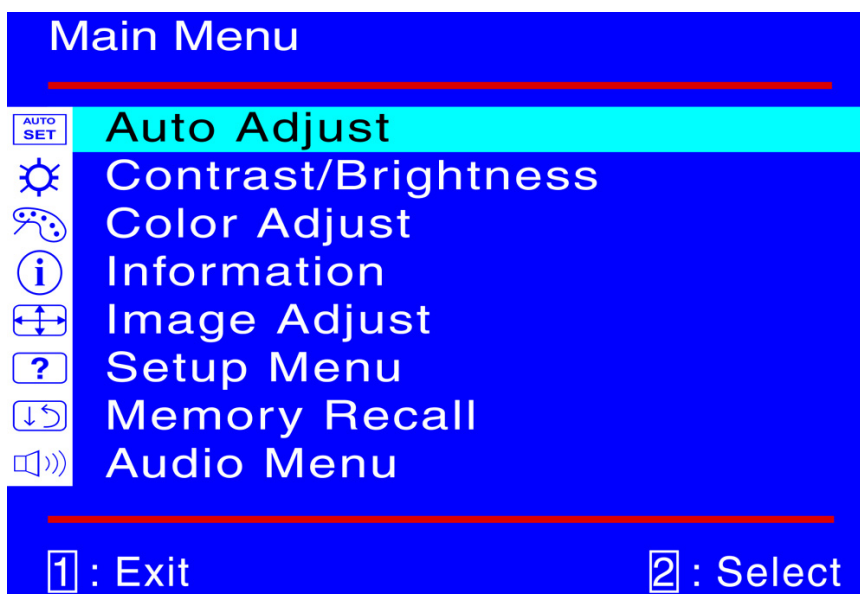 Main Menu
AUTO
SET
Auto Adjust
Contrast/Brightness
Color Adjust
i
Information
Image Adjust
?
Setup Menu
Memory Recall
Audio Menu
1 : Exit
2 : Select